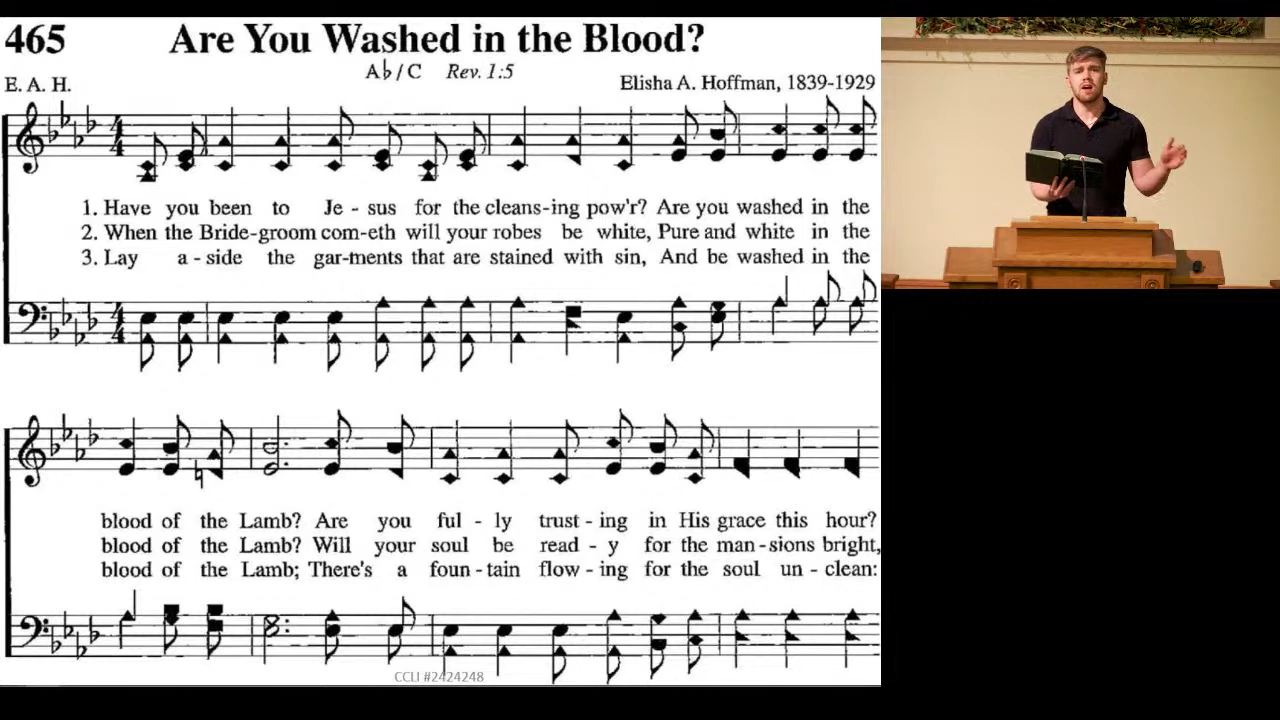 465 Are You Washed in the Blood?
A♭/C Rev. 1:5
E. A. H. Elisha A. Hoffman, 1839-1929
4
4
1. Have you been to Je - sus for the cleans-ing pow'r? Are you washed in the
2. When the Bride-groom com-eth will your robes be white, Pure and white in the
3. Lay a - side the gar-ments that are stained with sin, And be washed in the
4
4
blood of the Lamb? Are you ful - ly trust - ing in His grace this hour?
blood of the Lamb? Will your soul be read - y for the man-sions bright,
blood of the Lamb; There's a foun-tain flow-ing for the soul un-clean:
CCLI #2424248